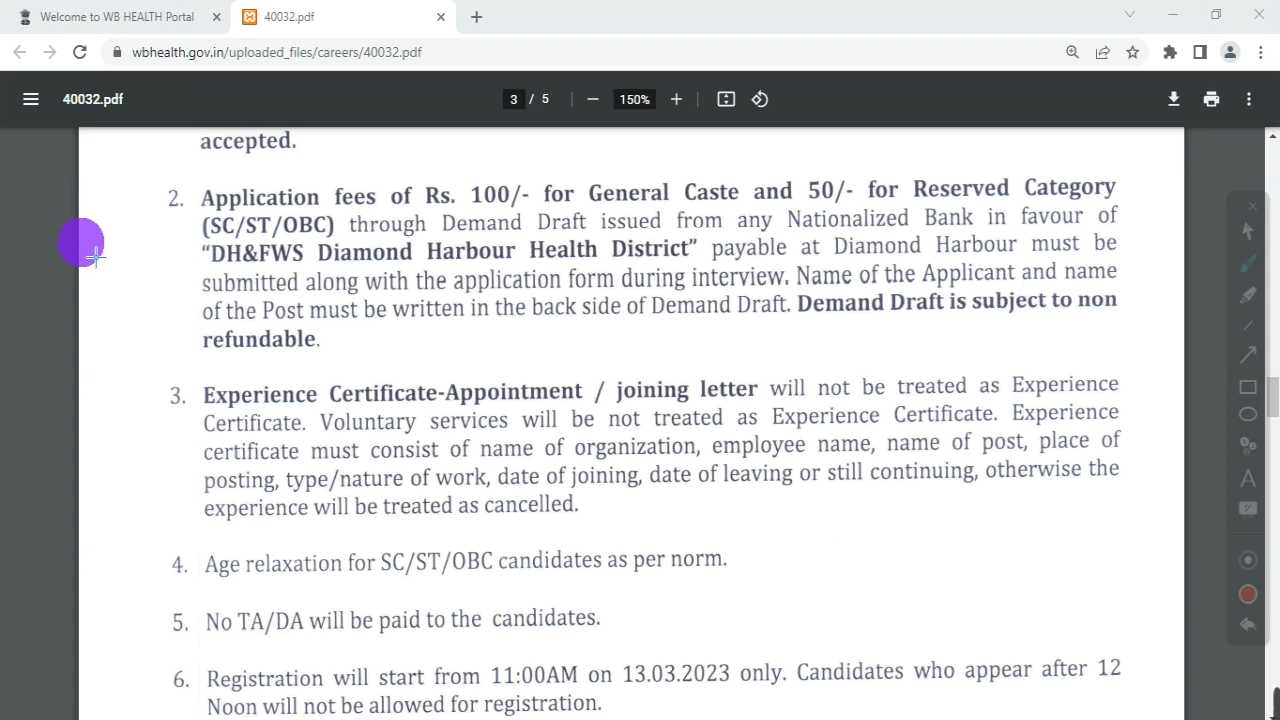 Welcome to WB HEALTH Portal
40032.pdf
wbhealth.gov.in/uploaded_files/careers/40032.pdf
40032.pdf
3 / 5
150%
accepted.
2. Application fees of Rs. 100/- for General Caste and 50/- for Reserved Category
(SC/ST/OBC) through Demand Draft issued from any Nationalized Bank in favour of
“DH&FWS Diamond Harbour Health District” payable at Diamond Harbour must be
submitted along with the application form during interview. Name of the Applicant and name
of the Post must be written in the back side of Demand Draft. Demand Draft is subject to non
refundable.
3. Experience Certificate-Appointment / joining letter will not be treated as Experience
Certificate. Voluntary services will be not treated as Experience Certificate. Experience
certificate must consist of name of organization, employee name, name of post, place of
posting, type/nature of work, date of joining, date of leaving or still continuing, otherwise the
experience will be treated as cancelled.
4. Age relaxation for SC/ST/OBC candidates as per norm.
5. No TA/DA will be paid to the candidates.
6. Registration will start from 11:00AM on 13.03.2023 only. Candidates who appear after 12
Noon will not be allowed for registration.